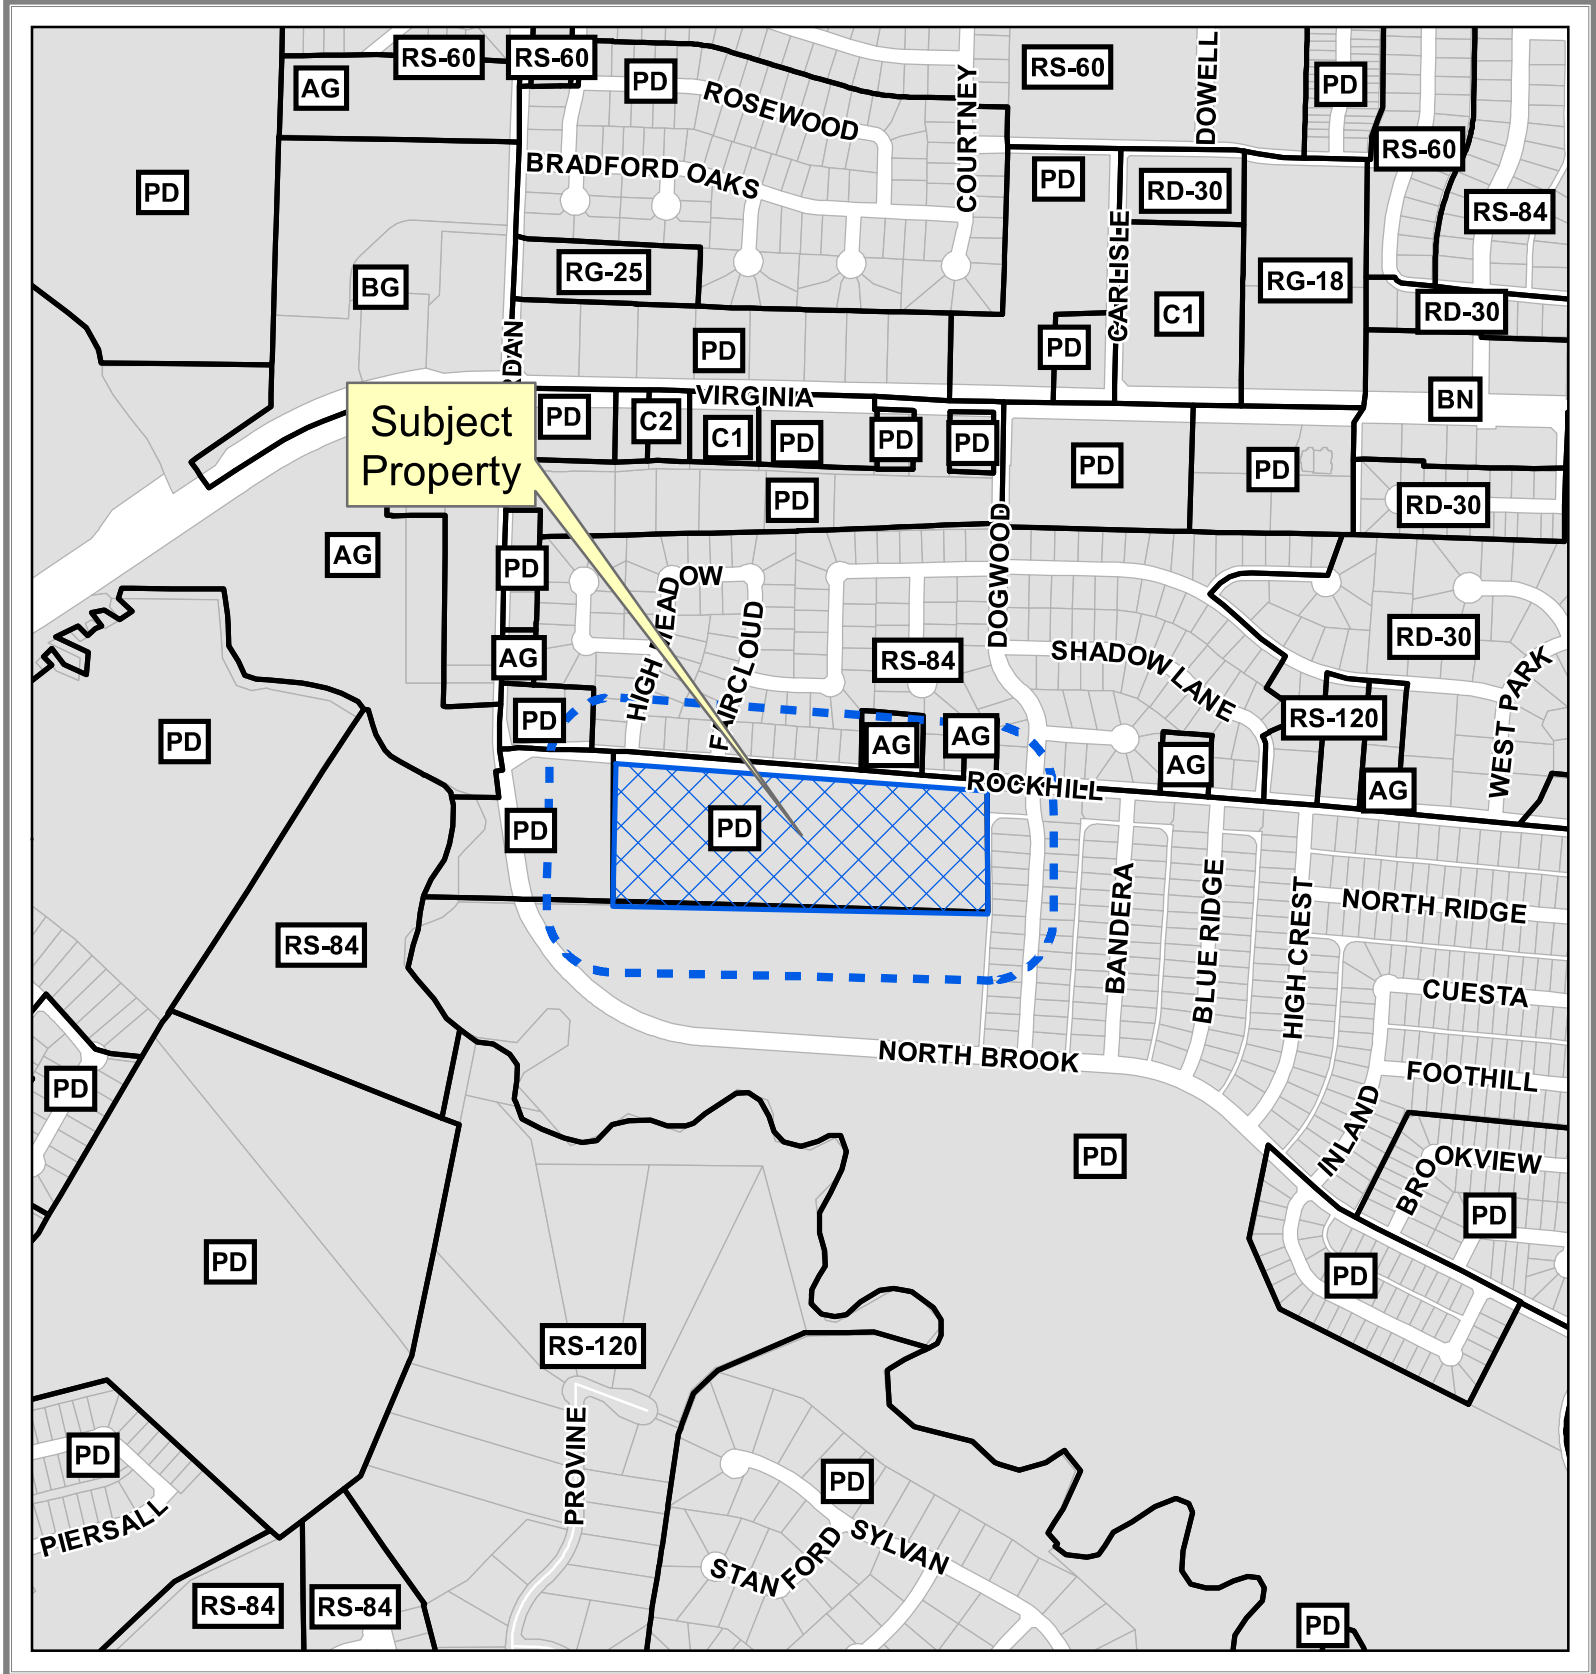 RS-60
RS-60
PD
RS-60
DOWELL
PD
AG
ROSEWOOD
COURTNEY
RS-60
PD
BRADFORD OAKS
PD
RD-30
RS-84
BG
RG-25
CARLISLE
C1
RG-18
RD-30
RDAN
PD
PD
VIRGINIA
BN
Subject
Property
PD
C2
C1
PD
PD
PD
PD
PD
PD
RD-30
AG
PD
HIGH MEADOW
FAIRCLOUD
DOGWOOD
RS-84
SHADOW LANE
RD-30
WEST PARK
AG
PD
PD
AG
AG
AG
RS-120
AG
ROCKHILL
PD
PD
BANDERA
BLUE RIDGE
HIGH CREST
NORTH RIDGE
RS-84
CUESTA
NORTH BROOK
FOOTHILL
PD
INLAND
PD
BROOKVIEW
PD
PD
PD
RS-120
PROVINE
PD
PD
PIERSALL
STANFORD
SYLVAN
RS-84
RS-84
PD